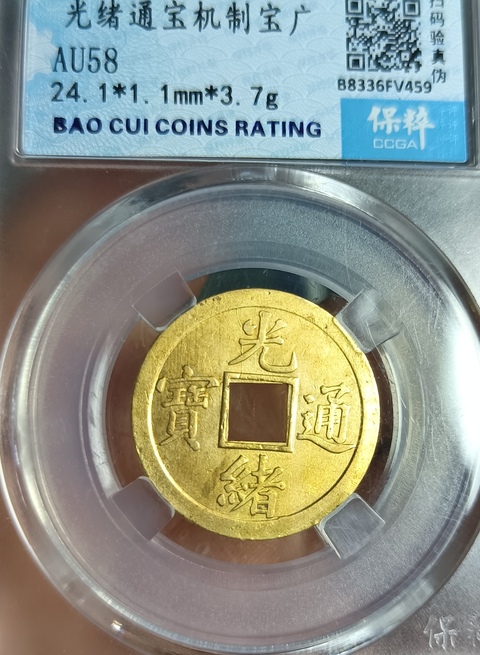 光绪通宝机制宝广
AU58
24.1*1.1mm*3.7g
BAO CUI COINS RATING
扫码验真伪
B8336FV459
保粹
CCGA
光
寶 通
緒
保